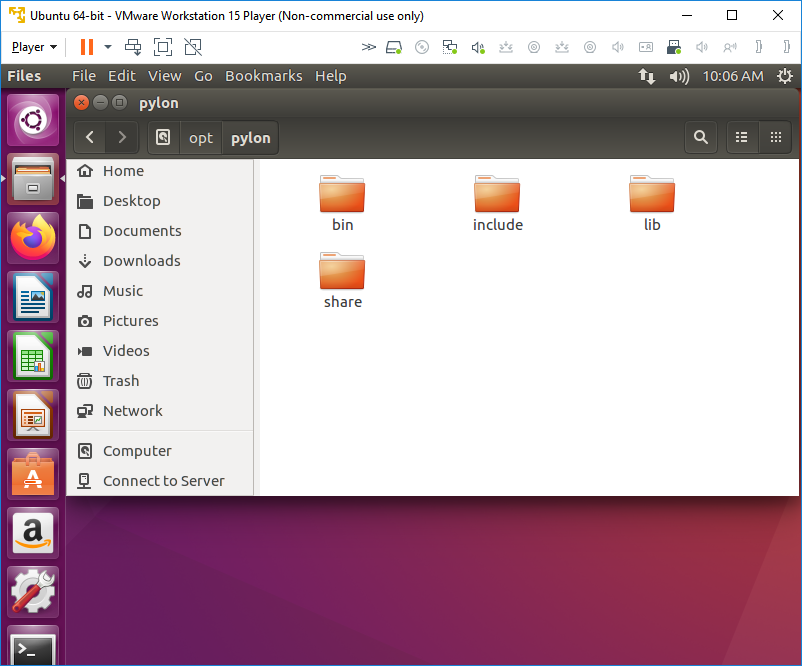 Ubuntu 64-bit - VMware Workstation 15 Player (Non-commercial use only)
Player
Files File Edit View Go Bookmarks Help 10:06 AM
pylon
opt pylon
Home
Desktop
Documents
Downloads
Music
Pictures
Videos
Trash
Network
Computer
Connect to Server
bin include lib
share
a
>_